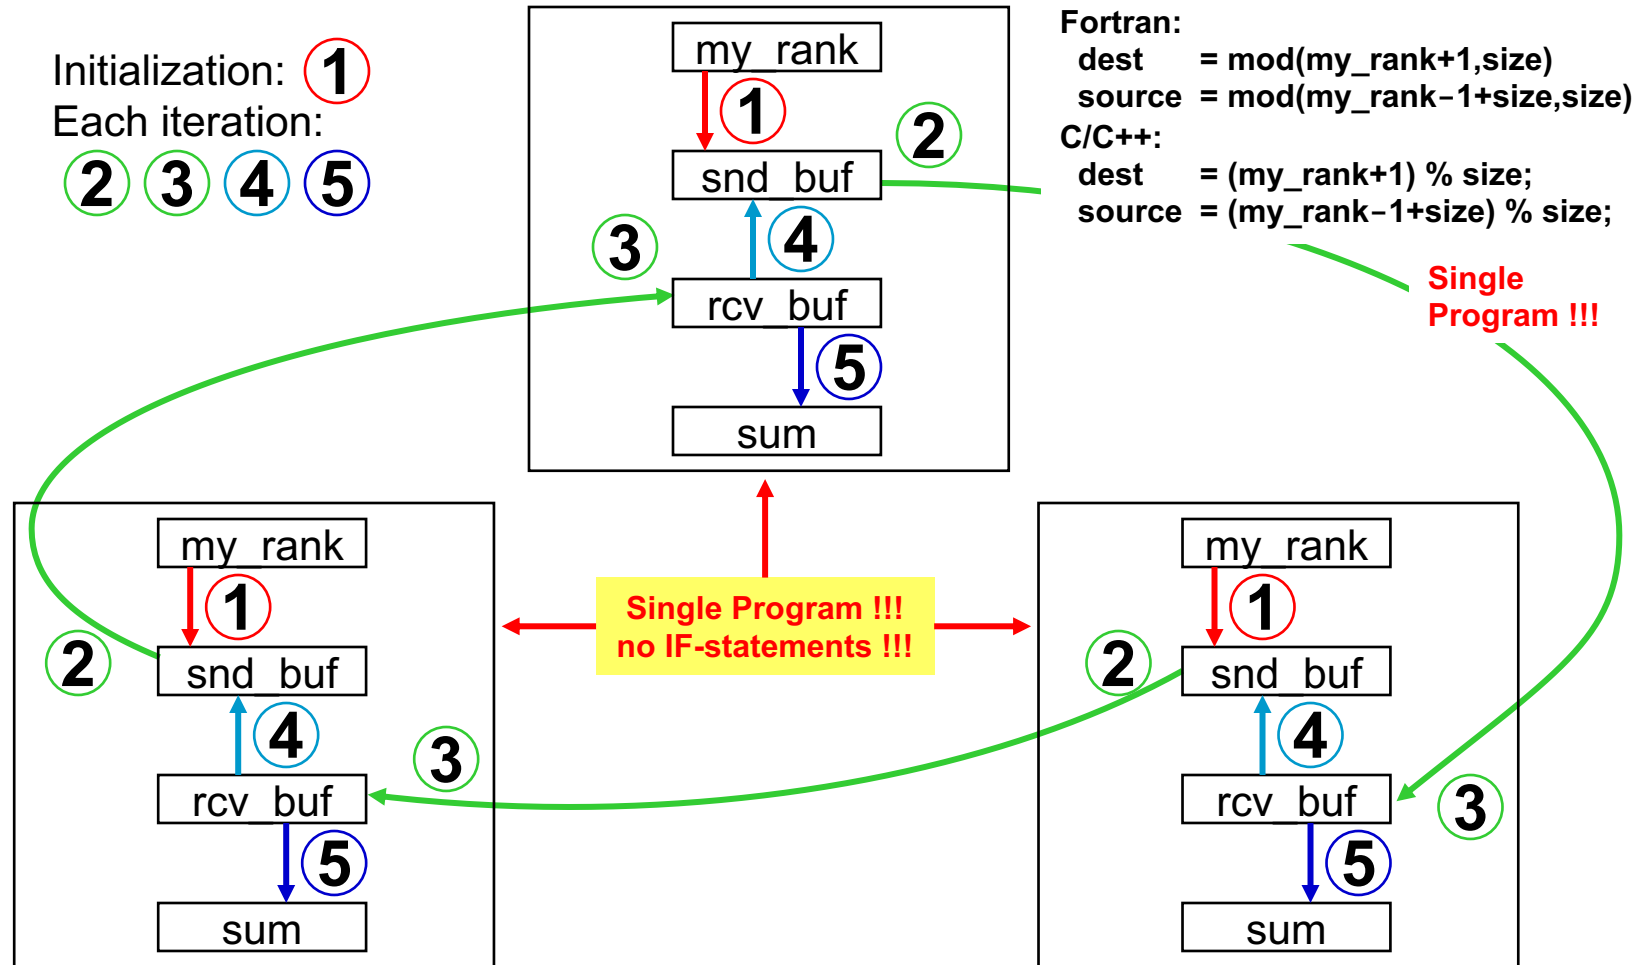 Initialization: 1
Each iteration:
2 3 4 5
my_rank
1
snd_buf
2
4
3
rcv_buf
5
sum
Fortran:
dest = mod(my_rank+1,size)
source = mod(my_rank–1+size,size)
C/C++:
dest = (my_rank+1) % size;
source = (my_rank–1+size) % size;
Single
Program !!!
my_rank
1
2
snd_buf
4
3
rcv_buf
5
sum
Single Program !!!
no IF-statements !!!
my_rank
1
2
snd_buf
4
rcv_buf
3
5
sum